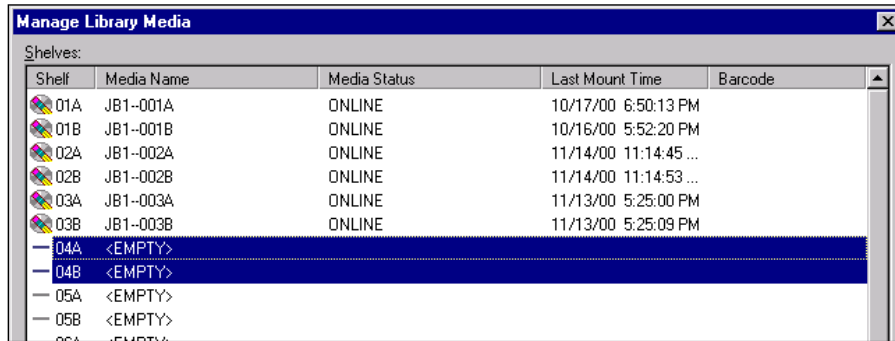 Manage Library Media
Shelves:
Shelf Media Name Media Status Last Mount Time Barcode
01A JB1--001A ONLINE 10/17/00 6:50:13 PM
01B JB1--001B ONLINE 10/16/00 5:52:20 PM
02A JB1--002A ONLINE 11/14/00 11:14:45 ...
02B JB1--002B ONLINE 11/14/00 11:14:53 ...
03A JB1--003A ONLINE 11/13/00 5:25:00 PM
03B JB1--003B ONLINE 11/13/00 5:25:09 PM
04A <EMPTY>
04B <EMPTY>
05A <EMPTY>
05B <EMPTY>